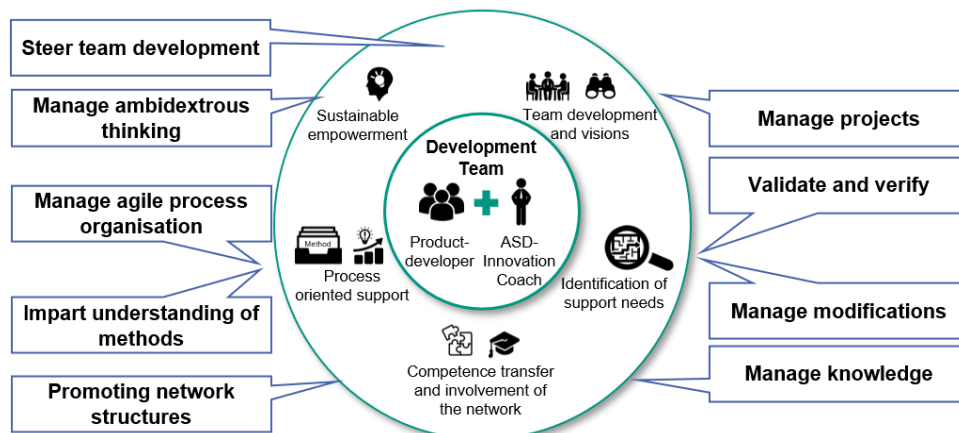 Steer team development
Manage ambidextrous
thinking
Manage agile process
organisation
Impart understanding of
methods
Promoting network
structures
Sustainable
empowerment
Team development
and visions
Development
Team
Product-
developer
ASD-
Innovation
Coach
Method
Process
oriented support
Identification of
support needs
Competence transfer
and involvement of
the network
Manage projects
Validate and verify
Manage modifications
Manage knowledge